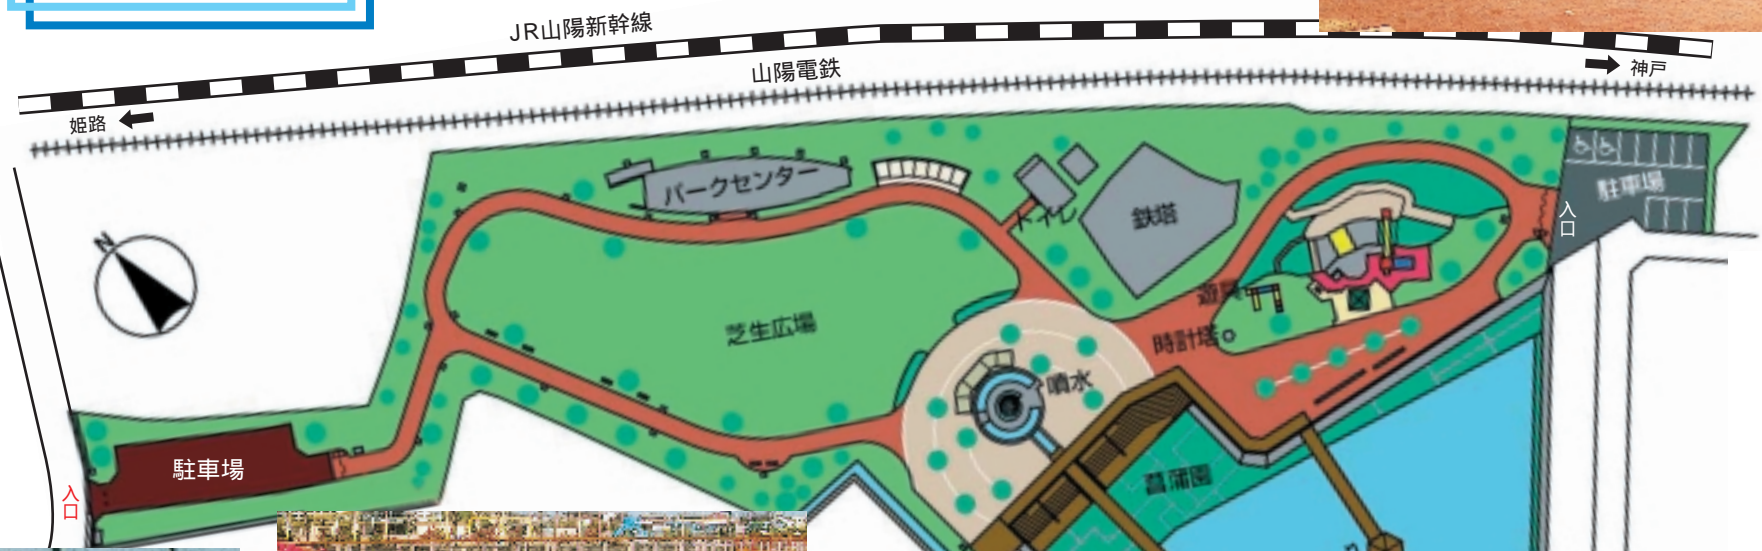 JR山陽新幹線
山陽電鉄
神戸
姫路
N
パークセンター
トイレ
鉄塔
駐車場
入口
遊具
時計塔
芝生広場
噴水
菖蒲園
駐車場
入口